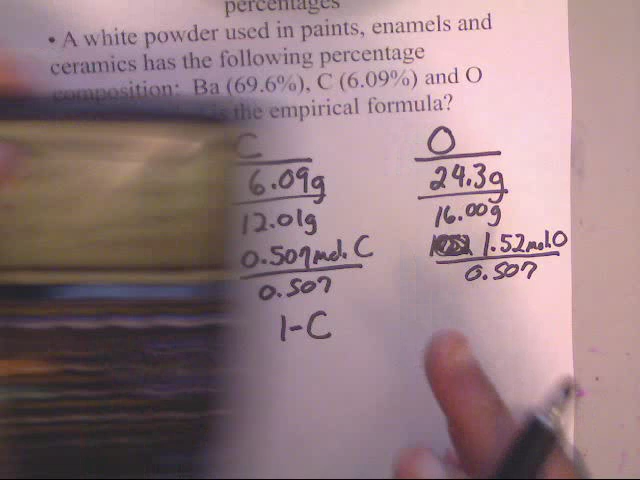 percentages
• A white powder used in paints, enamels and
ceramics has the following percentage
composition: Ba (69.6%), C (6.09%) and O
the empirical formula?
C O
6.09g 24.3g
12.01g 16.00g
0.507mol. C 1.52mol.O
0.507 0.507
1-C